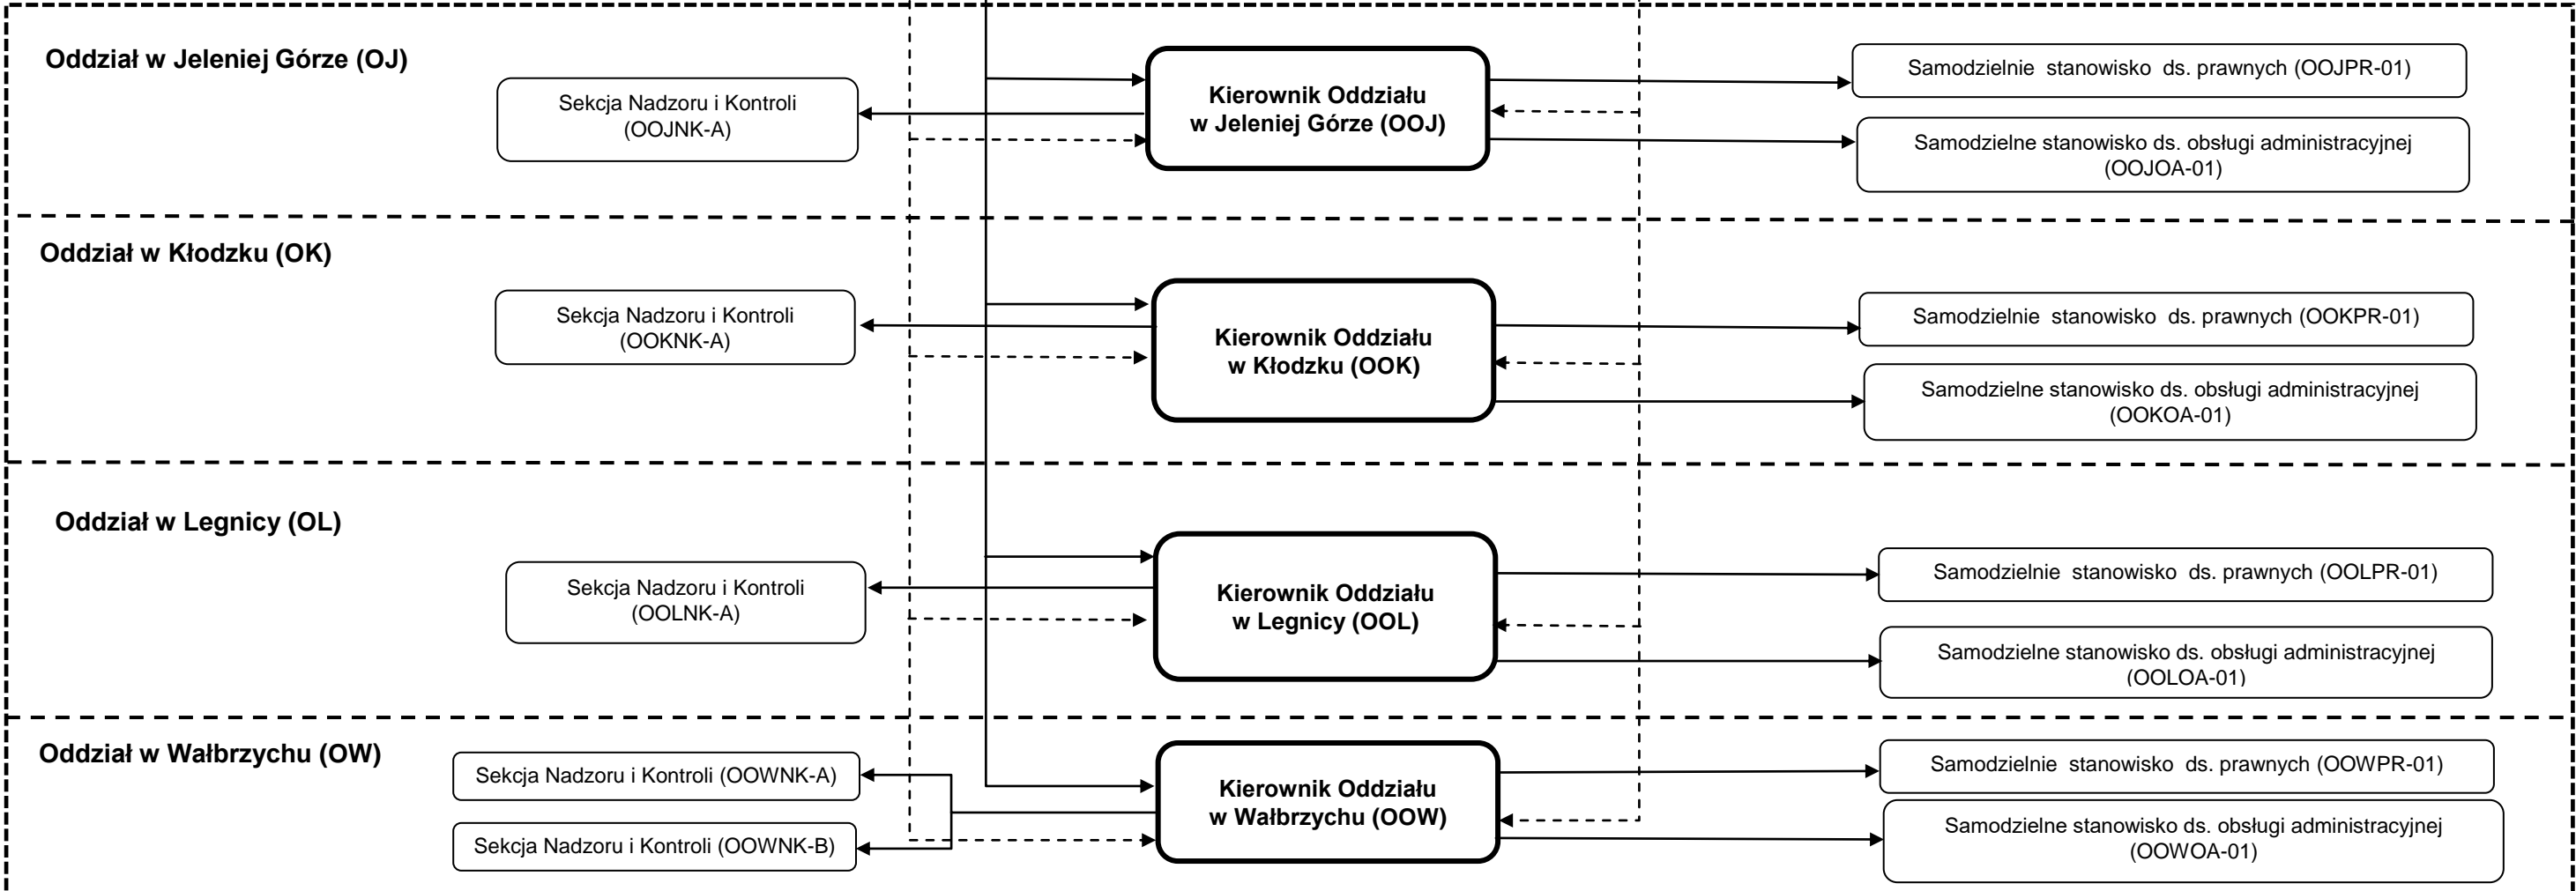 Oddział w Jeleniej Górze (OJ)
Sekcja Nadzoru i Kontroli
(OOJNK-A)
Kierownik Oddziału
w Jeleniej Górze (OOJ)
Samodzielnie stanowisko ds. prawnych (OOJPR-01)
Samodzielne stanowisko ds. obsługi administracyjnej
(OOJOA-01)
Oddział w Kłodzku (OK)
Sekcja Nadzoru i Kontroli
(OOKNK-A)
Kierownik Oddziału
w Kłodzku (OOK)
Samodzielnie stanowisko ds. prawnych (OOKPR-01)
Samodzielne stanowisko ds. obsługi administracyjnej
(OOKOA-01)
Oddział w Legnicy (OL)
Sekcja Nadzoru i Kontroli
(OOLNK-A)
Kierownik Oddziału
w Legnicy (OOL)
Samodzielnie stanowisko ds. prawnych (OOLPR-01)
Samodzielne stanowisko ds. obsługi administracyjnej
(OOLOA-01)
Oddział w Wałbrzychu (OW)
Sekcja Nadzoru i Kontroli (OOWNK-A)
Sekcja Nadzoru i Kontroli (OOWNK-B)
Kierownik Oddziału
w Wałbrzychu (OOW)
Samodzielnie stanowisko ds. prawnych (OOWPR-01)
Samodzielne stanowisko ds. obsługi administracyjnej
(OOWOA-01)